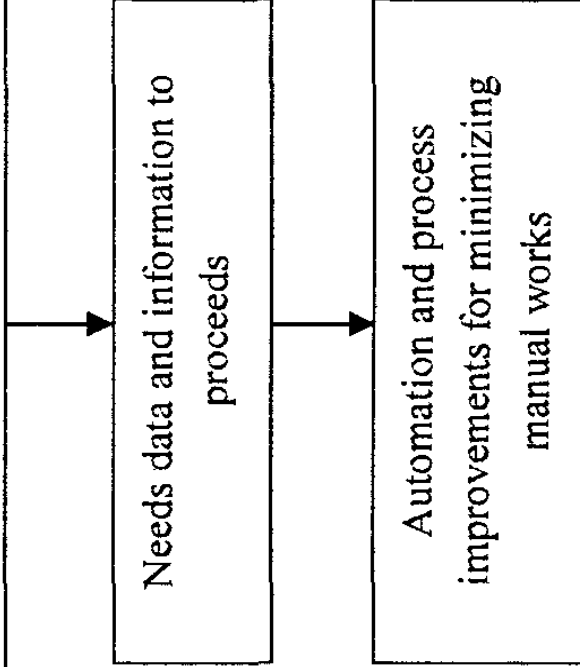 Needs data and information to
proceeds
Automation and process
improvements for minimizing
manual works